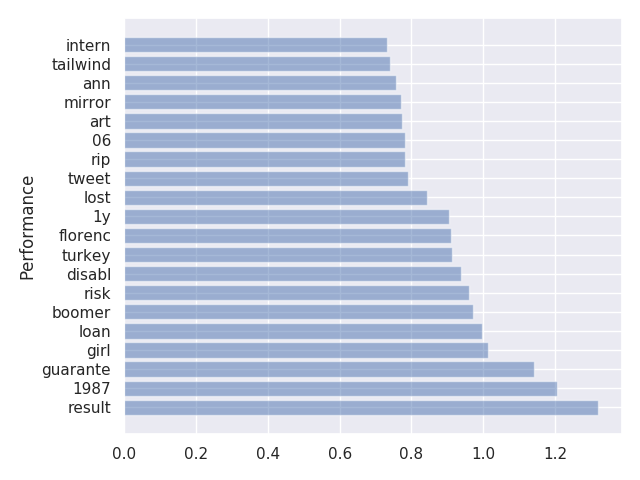 intern
tailwind
ann
mirror
art
06
rip
tweet
lost
1y
florenc
turkey
disabl
risk
boomer
loan
girl
guarante
1987
result
Performance
0.0 0.2 0.4 0.6 0.8 1.0 1.2